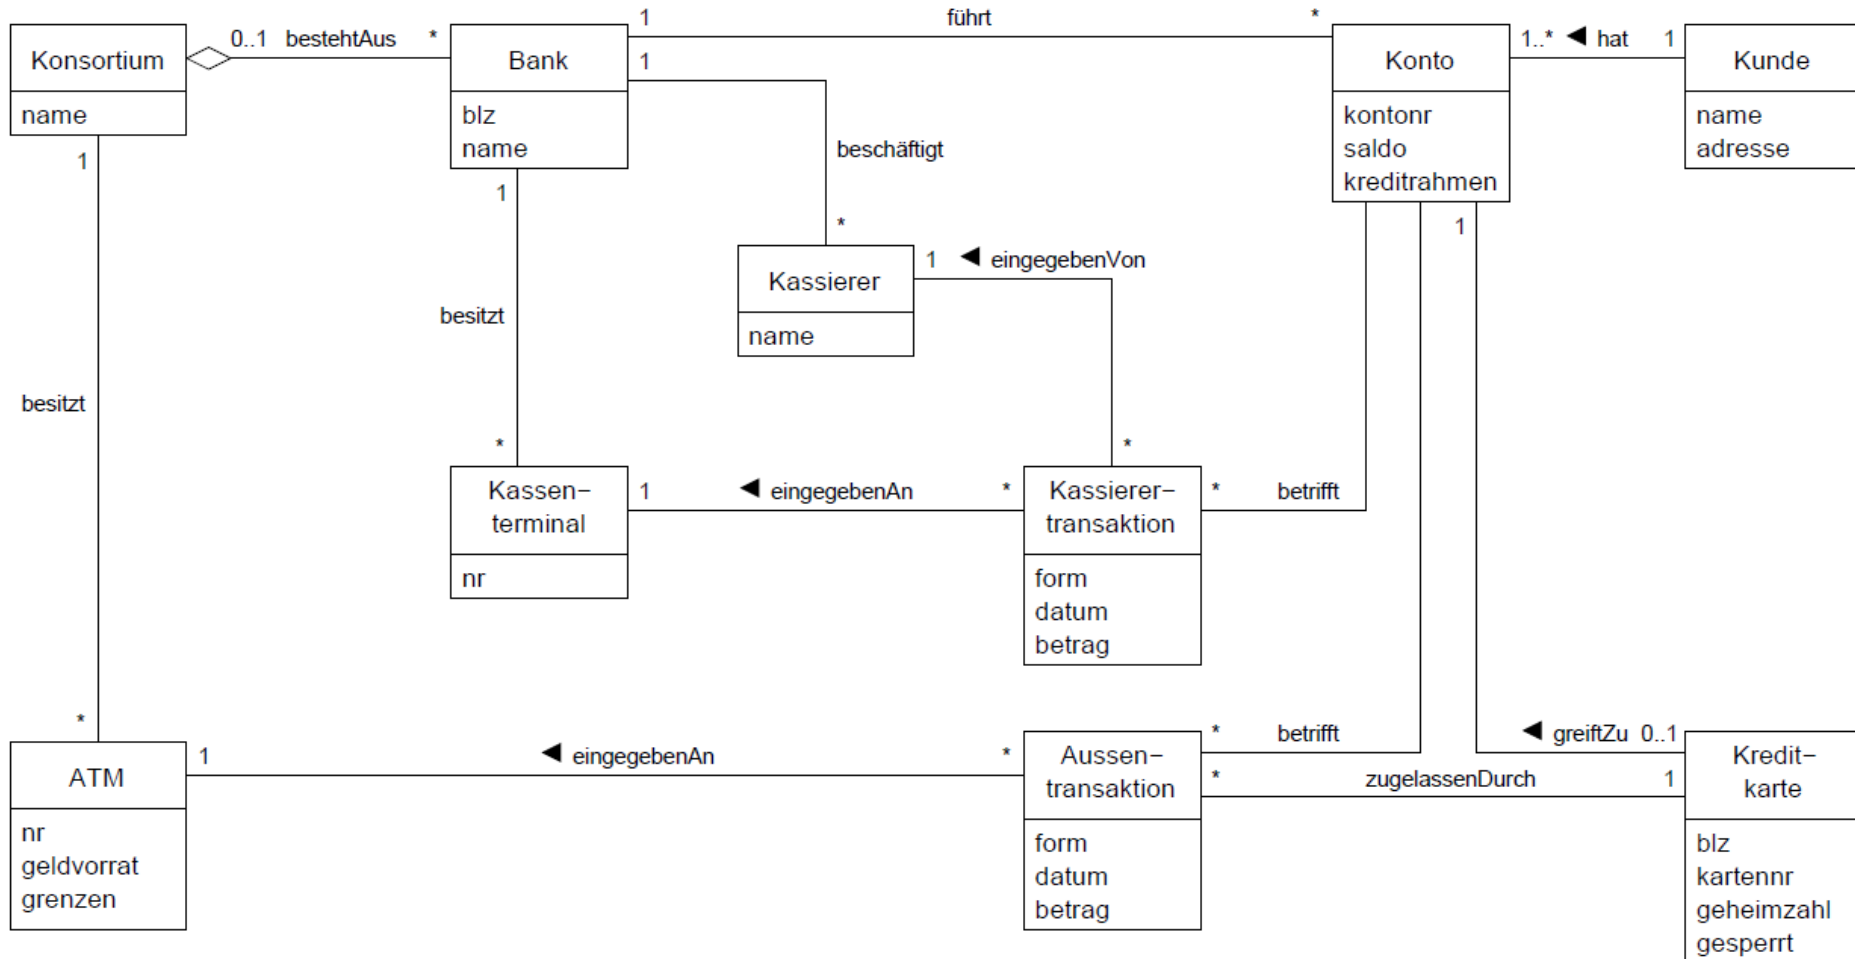 1 führt *
Konsortium 0..1 bestehtAus * Bank 1 Konto 1..* ◄ hat 1 Kunde
name
blz
name
kontonr
saldo
kreditrahmen
name
adresse
1
1
beschäftigt
*
1
Kassierer
name
1 ◄ eingegebenVon
besitzt
besitzt
*
*
Kassen–
terminal
nr
1 ◄ eingegebenAn *
Kassierer–
transaktion
form
datum
betrag
* betrifft
*
ATM
nr
geldvorrat
grenzen
1 ◄ eingegebenAn *
Aussen–
transaktion
form
datum
betrag
* betrifft
◄ greiftZu 0..1
* zugelassenDurch 1
Kredit–
karte
blz
kartennr
geheimzahl
gesperrt